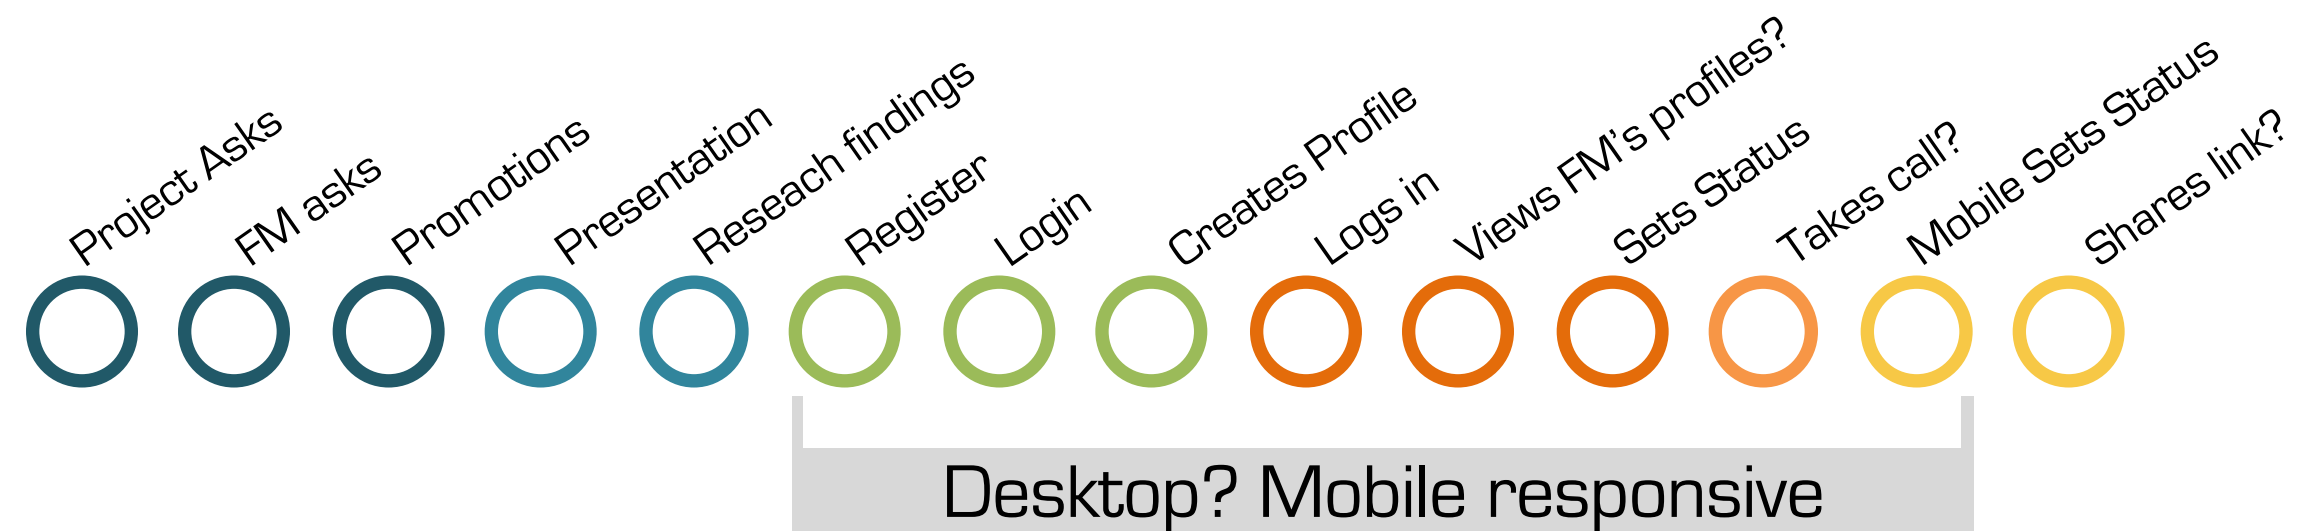 Project Asks
FM asks
Promotions
Presentation
Reseach findings
Register
Login
Creates Profile
Logs in
Views FM's profiles?
Sets Status
Takes call?
Mobile Sets Status
Shares link?
Desktop? Mobile responsive